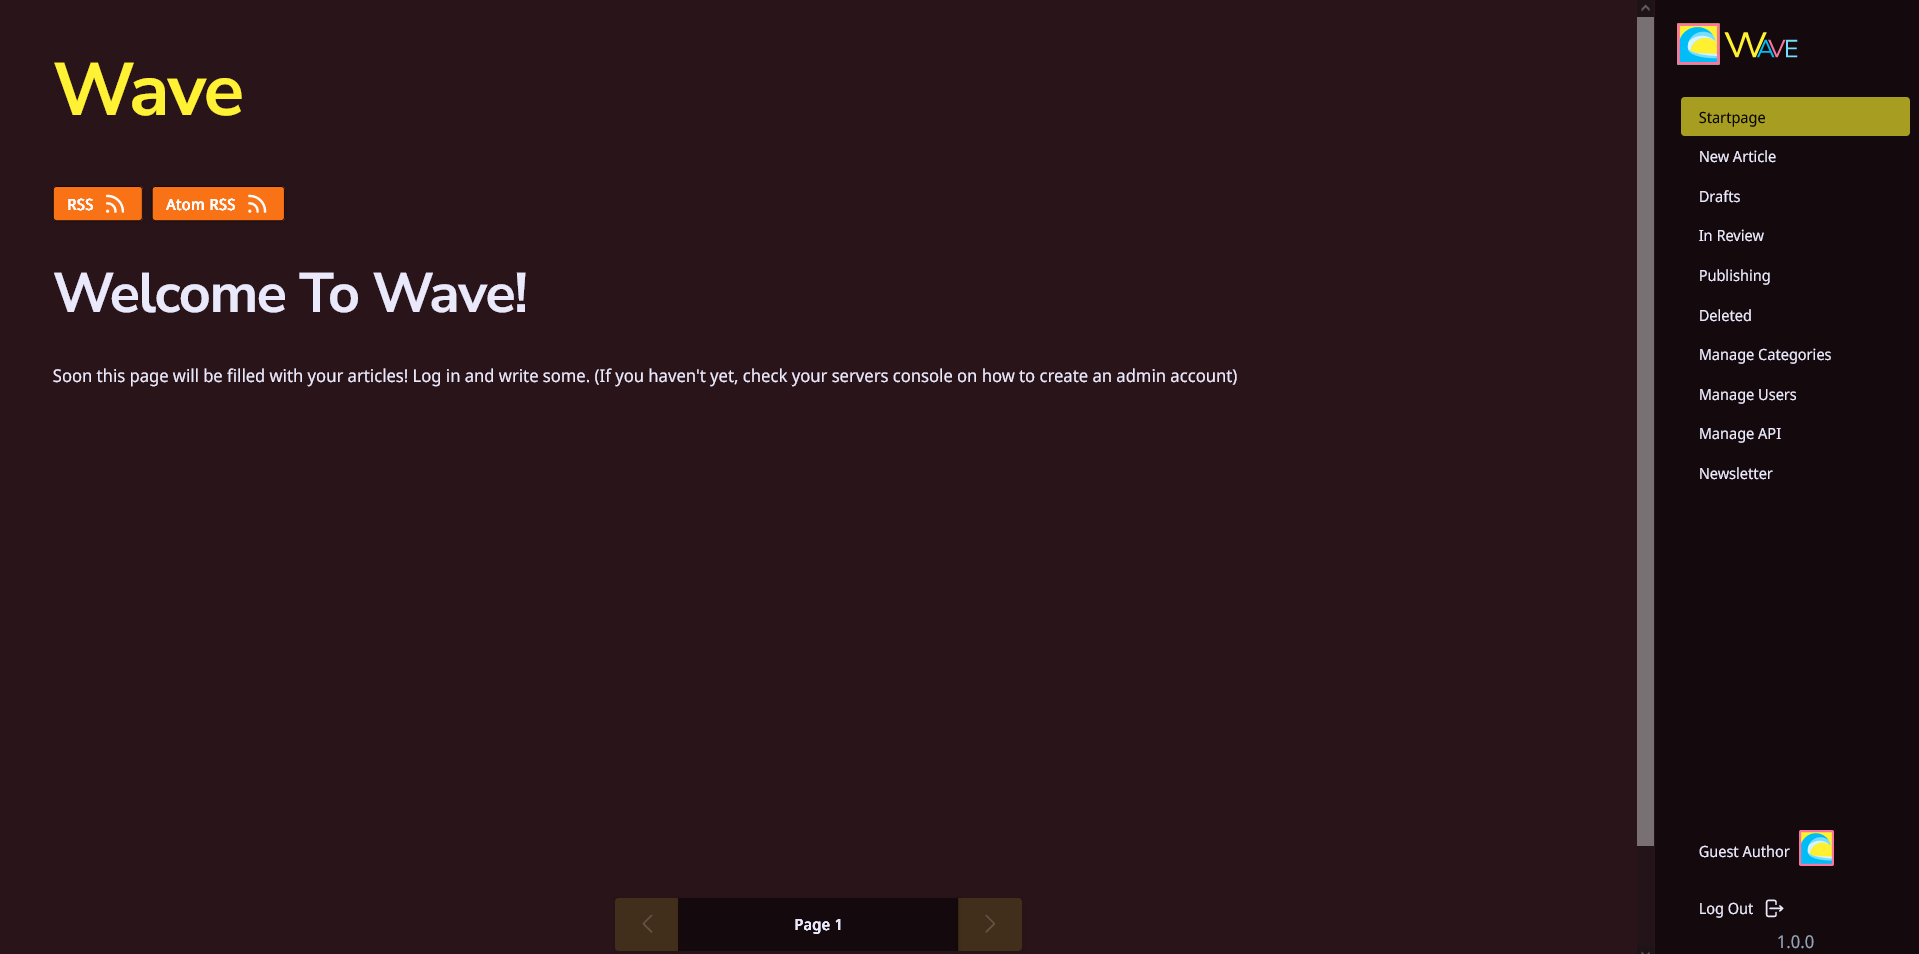 Wave
RSS
Atom RSS
Welcome To Wave!
Soon this page will be filled with your articles! Log in and write some. (If you haven't yet, check your servers console on how to create an admin account)
Page 1
WAVE
Startpage
New Article
Drafts
In Review
Publishing
Deleted
Manage Categories
Manage Users
Manage API
Newsletter
Guest Author
Log Out
1.0.0